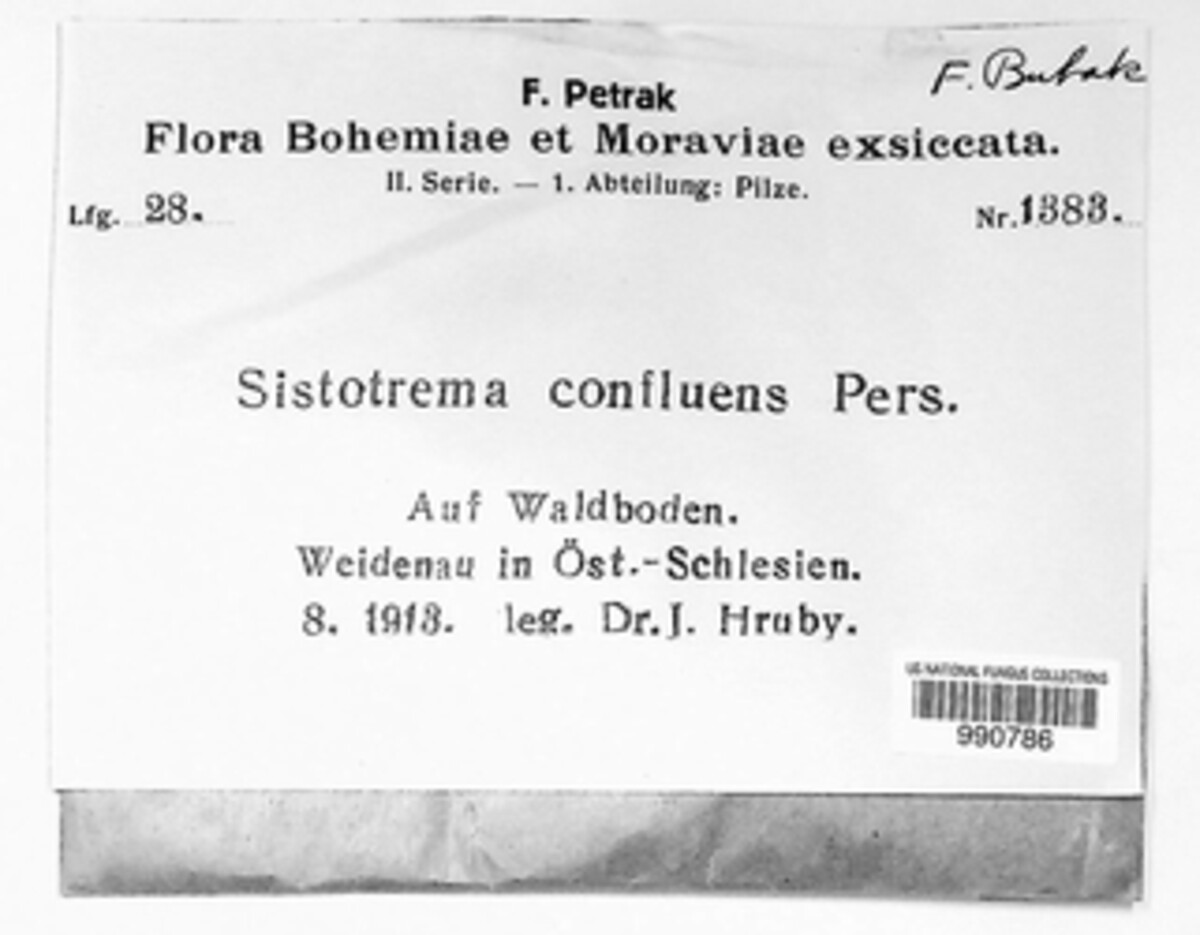 F. Bubak
F. Petrak
Flora Bohemiae et Moraviae exsiccata.
II. Serie. — 1. Abteilung: Pilze.
Lfg. 28.
Nr. 1383.
Sistotrema confluens Pers.
Auf Waldboden.
Weidenau in Öst.-Schlesien.
8. 1913. leg. Dr. J. Hruby.
US NATIONAL FUNGUS COLLECTIONS
990786